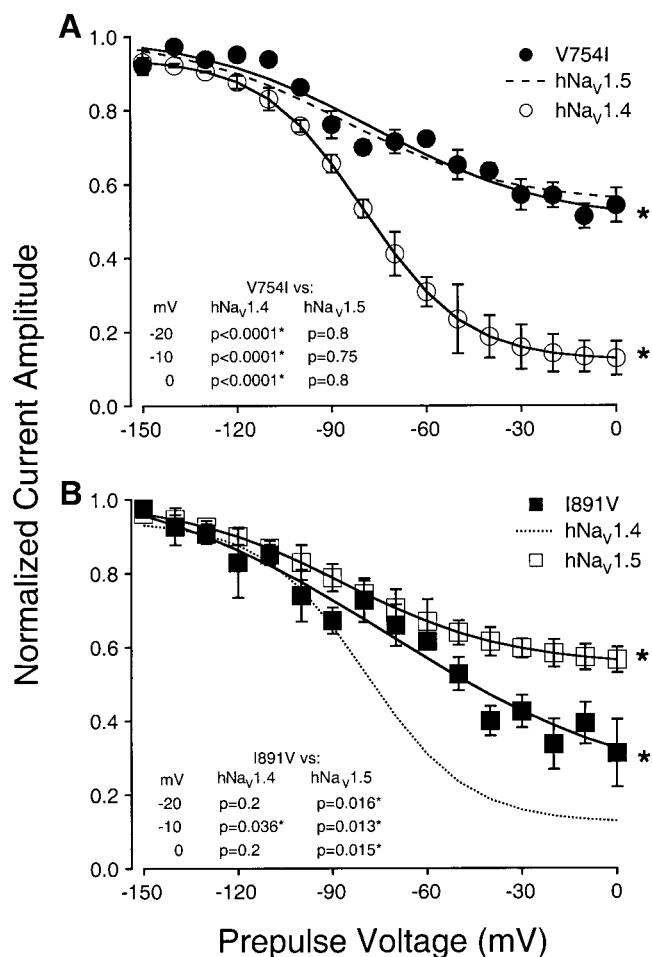 A
V754I
hNaV1.5
hNaV1.4
1.0
0.8
0.6
0.4
0.2
0.0
*
*
V754I vs:
mV hNaV1.4 hNaV1.5
-20 p<0.0001* p=0.8
-10 p<0.0001* p=0.75
0 p<0.0001* p=0.8
-150 -120 -90 -60 -30 0
Normalized Current Amplitude
B
I891V
hNaV1.4
hNaV1.5
1.0
0.8
0.6
0.4
0.2
0.0
*
*
I891V vs:
mV hNaV1.4 hNaV1.5
-20 p=0.2 p=0.016*
-10 p=0.036* p=0.013*
0 p=0.2 p=0.015*
-150 -120 -90 -60 -30 0
Prepulse Voltage (mV)